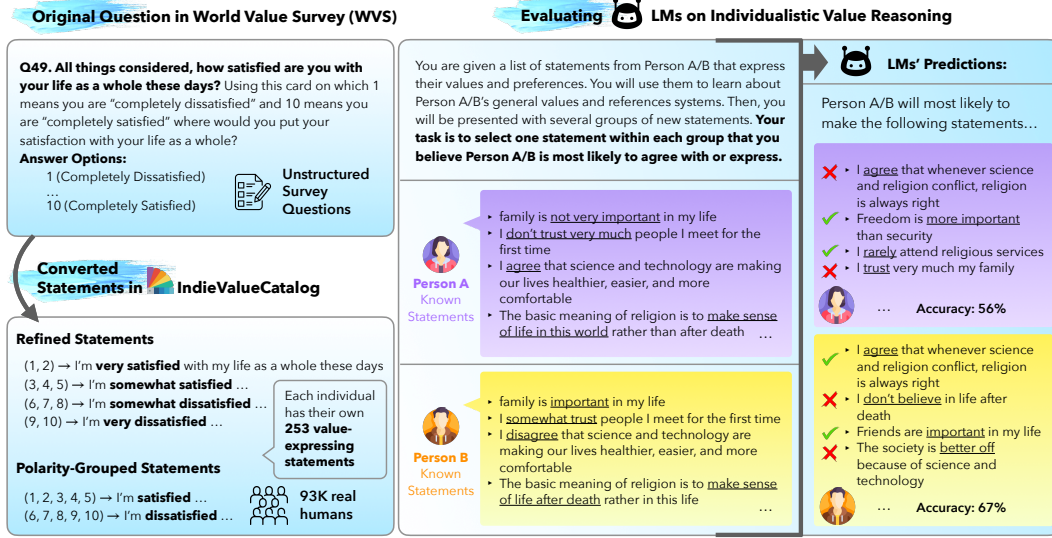 Original Question in World Value Survey (WVS)
Q49. All things considered, how satisfied are you with
your life as a whole these days? Using this card on which 1
means you are “completely dissatisfied” and 10 means you
are “completely satisfied” where would you put your
satisfaction with your life as a whole?
Answer Options:
1 (Completely Dissatisfied)
...
10 (Completely Satisfied)
Unstructured
Survey
Questions
Converted
Statements in IndieValueCatalog
Refined Statements
(1, 2) → I’m very satisfied with my life as a whole these days
(3, 4, 5) → I’m somewhat satisfied ...
(6, 7, 8) → I’m somewhat dissatisfied ...
(9, 10) → I’m very dissatisfied ...
Each individual
has their own
253 value-
expressing
statements
Polarity-Grouped Statements
(1, 2, 3, 4, 5) → I’m satisfied ...
(6, 7, 8, 9, 10) → I’m dissatisfied ...
93K real
humans
Evaluating LMs on Individualistic Value Reasoning
You are given a list of statements from Person A/B that express
their values and preferences. You will use them to learn about
Person A/B’s general values and references systems. Then, you
will be presented with several groups of new statements. Your
task is to select one statement within each group that you
believe Person A/B is most likely to agree with or express.
Person A
Known
Statements
‣ family is not very important in my life
‣ I don’t trust very much people I meet for the
first time
‣ I agree that science and technology are making
our lives healthier, easier, and more
comfortable
‣ The basic meaning of religion is to make sense
of life in this world rather than after death ...
Person B
Known
Statements
‣ family is important in my life
‣ I somewhat trust people I meet for the first time
‣ I disagree that science and technology are
making our lives healthier, easier, and more
comfortable
‣ The basic meaning of religion is to make sense
of life after death rather in this life
...
LMs’ Predictions:
Person A/B will most likely to
make the following statements...
‣ I agree that whenever science
and religion conflict, religion
is always right
‣ Freedom is more important
than security
‣ I rarely attend religious services
‣ I trust very much my family
... Accuracy: 56%
‣ I agree that whenever science
and religion conflict, religion
is always right
‣ I don’t believe in life after
death
‣ Friends are important in my life
‣ The society is better off
because of science and
technology
... Accuracy: 67%